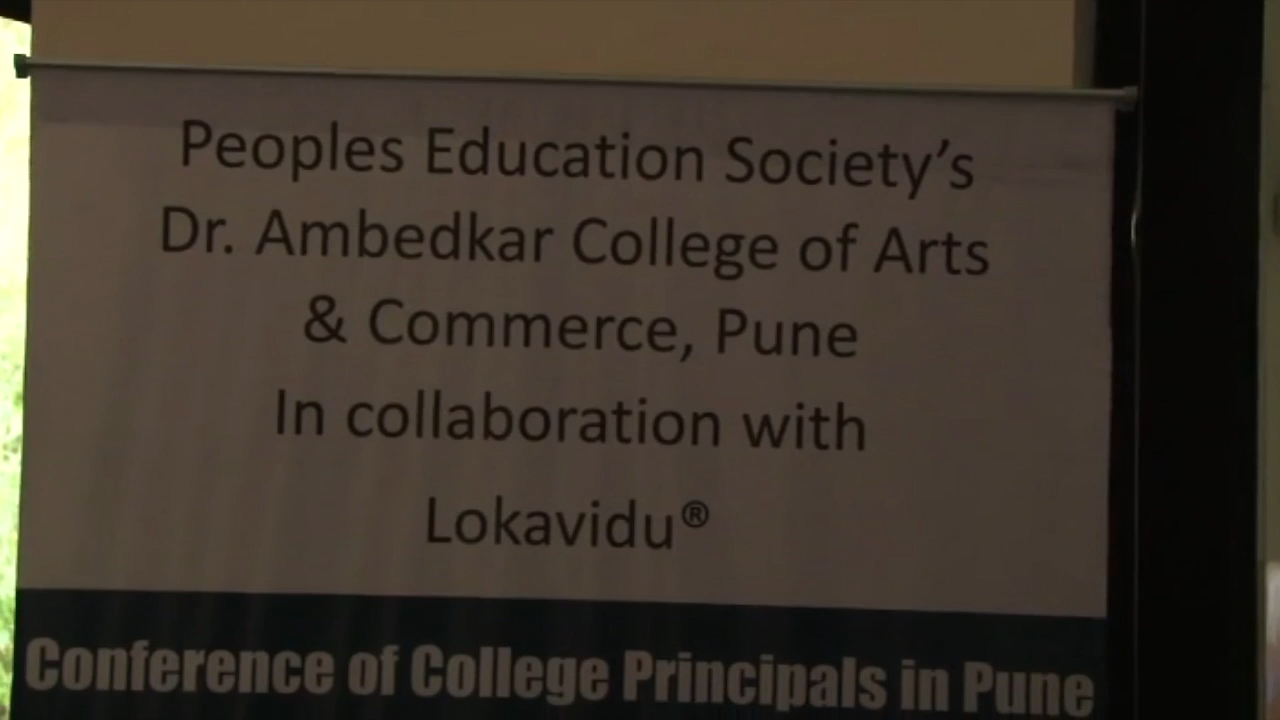 Peoples Education Society’s
Dr. Ambedkar College of Arts
& Commerce, Pune
In collaboration with
Lokavidu®
Conference of College Principals in Pune